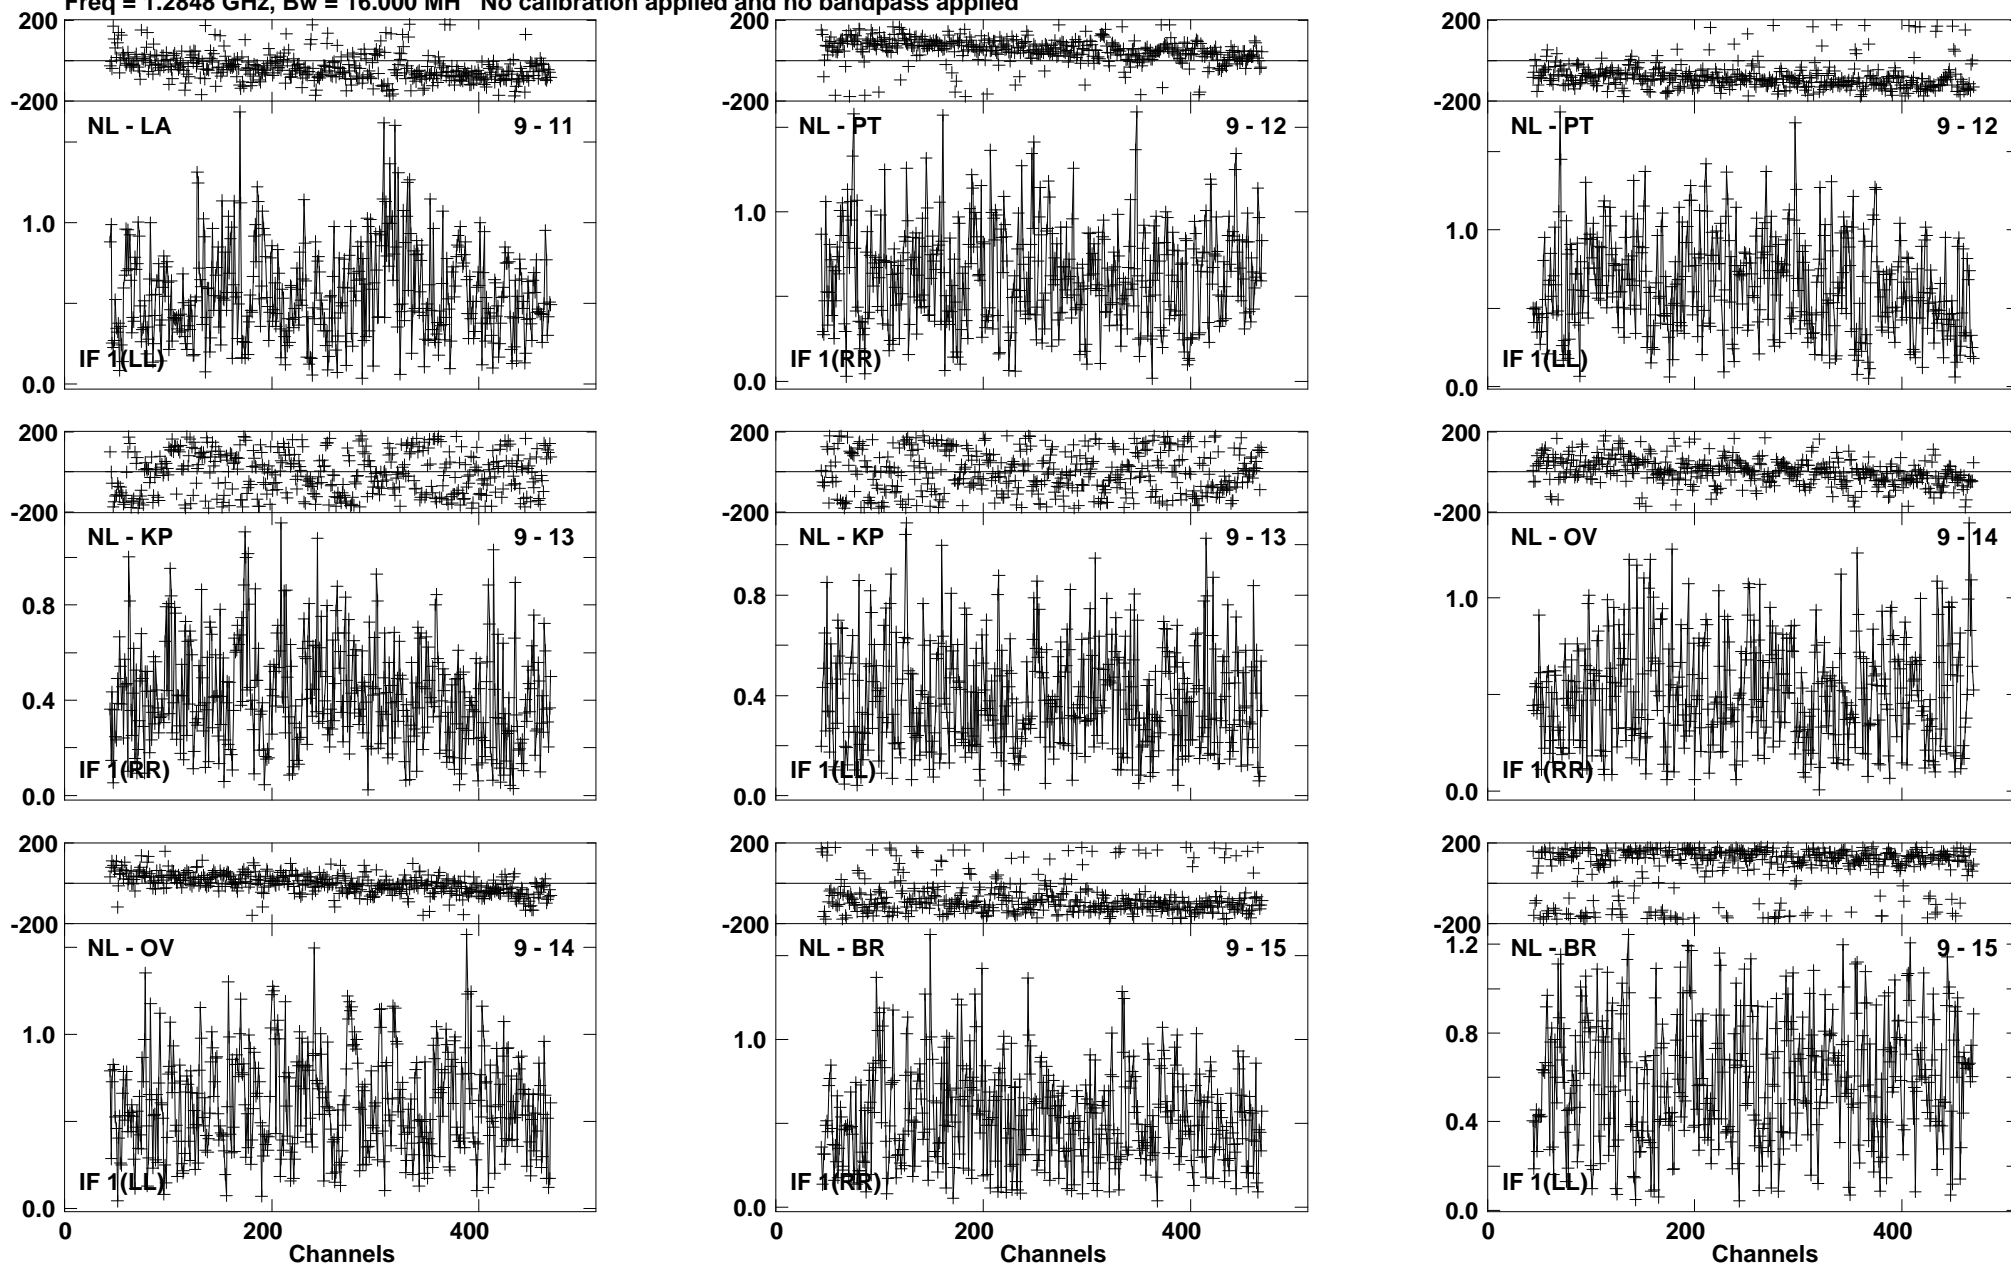 Freq = 1.2848 GHz, Bw = 16.000 MH   No calibration applied and no bandpass applied
200
-200
NL - LA 9 - 11
1.0
IF 1(LL)
0.0
200
-200
NL - PT 9 - 12
1.0
IF 1(RR)
0.0
200
-200
NL - PT 9 - 12
1.0
IF 1(LL)
0.0
200
-200
NL - KP 9 - 13
0.8
0.4
IF 1(RR)
0.0
200
-200
NL - KP 9 - 13
0.8
0.4
IF 1(LL)
0.0
200
-200
NL - OV 9 - 14
1.0
IF 1(RR)
0.0
200
-200
NL - OV 9 - 14
1.0
IF 1(LL)
0.0
0 200 400
Channels
200
-200
NL - BR 9 - 15
1.0
IF 1(RR)
0.0
0 200 400
Channels
200
-200
1.2
NL - BR 9 - 15
0.8
0.4
IF 1(LL)
0.0
0 200 400
Channels